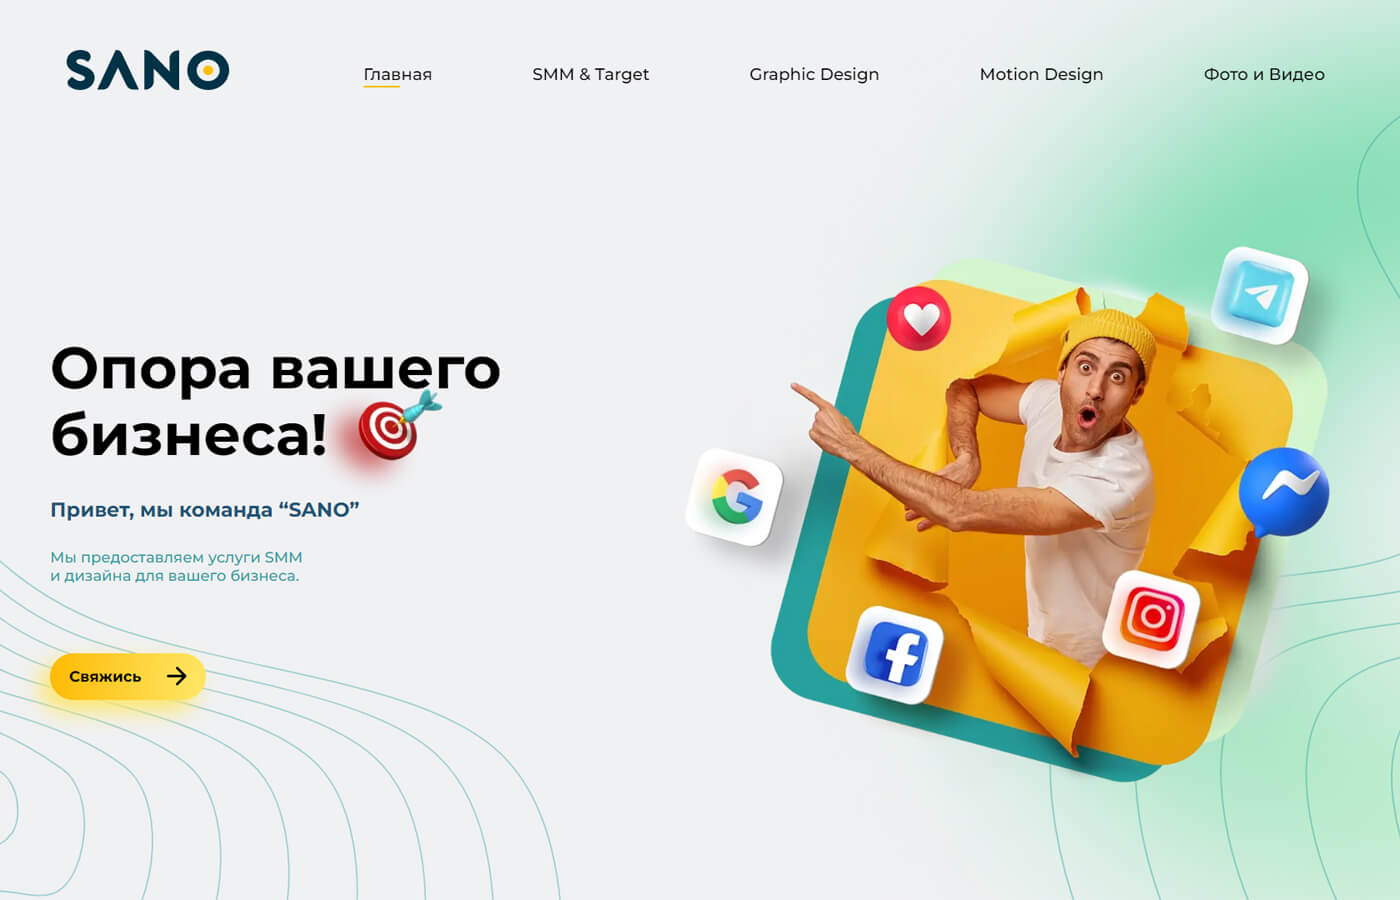 SANO
Главная
SMM & Target
Graphic Design
Motion Design
Фото и Видео
Опора вашего
бизнеса!
Привет, мы команда “SANO”
Мы предоставляем услуги SMM
и дизайна для вашего бизнеса.
Свяжись